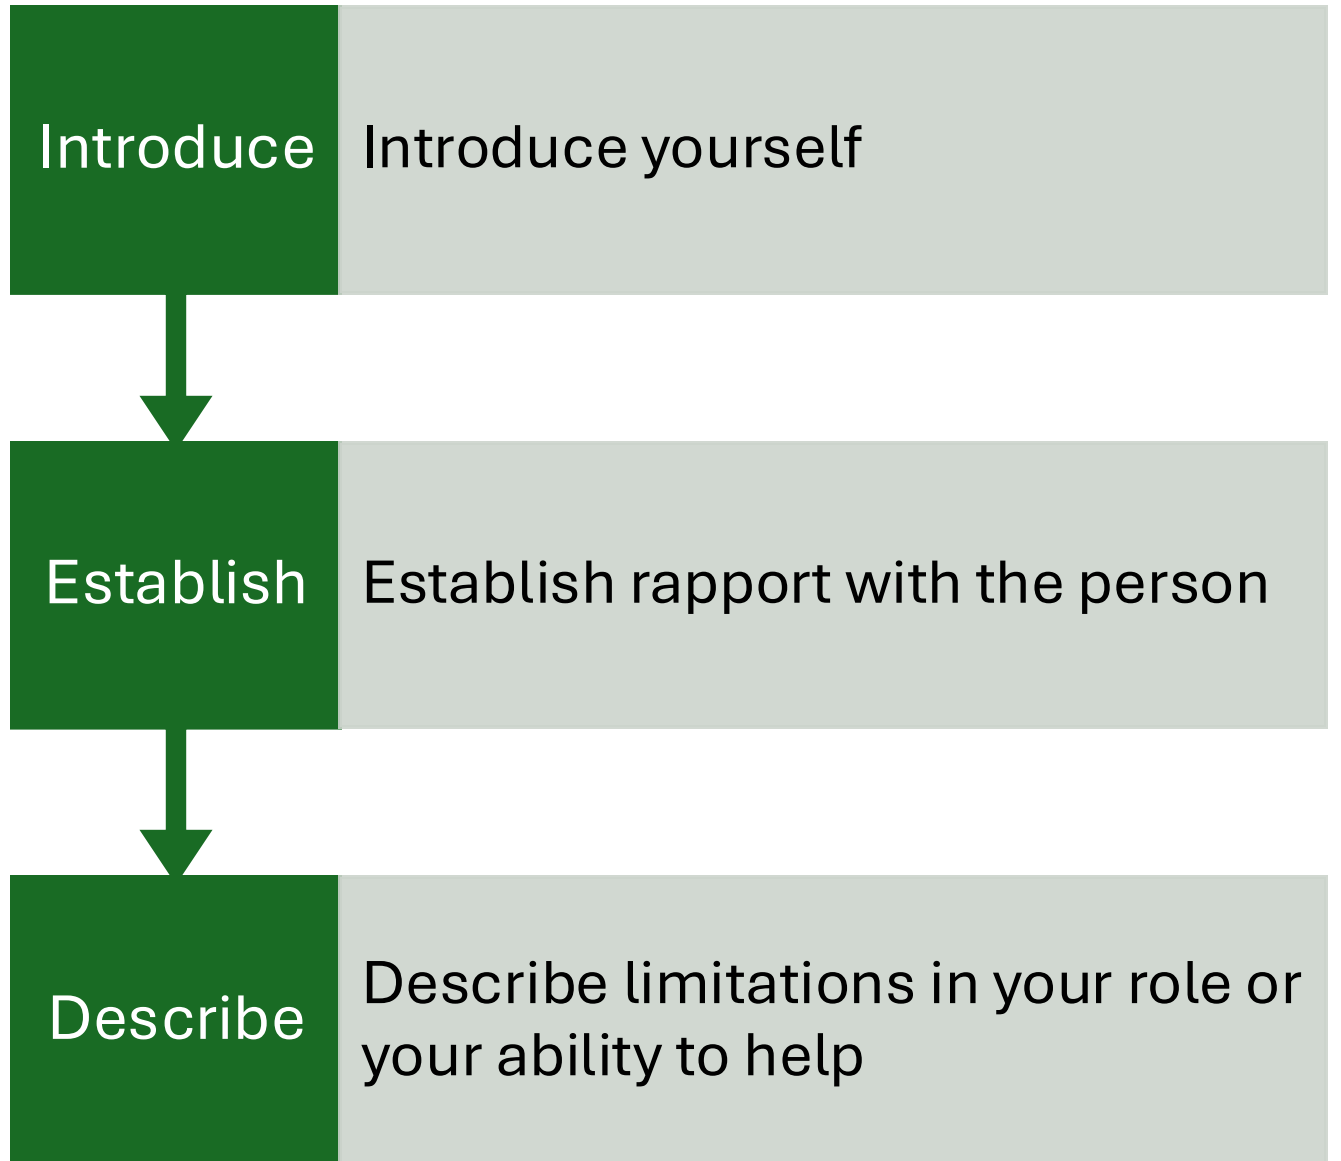 Introduce
Introduce yourself
Establish
Establish rapport with the person
Describe
Describe limitations in your role or
your ability to help